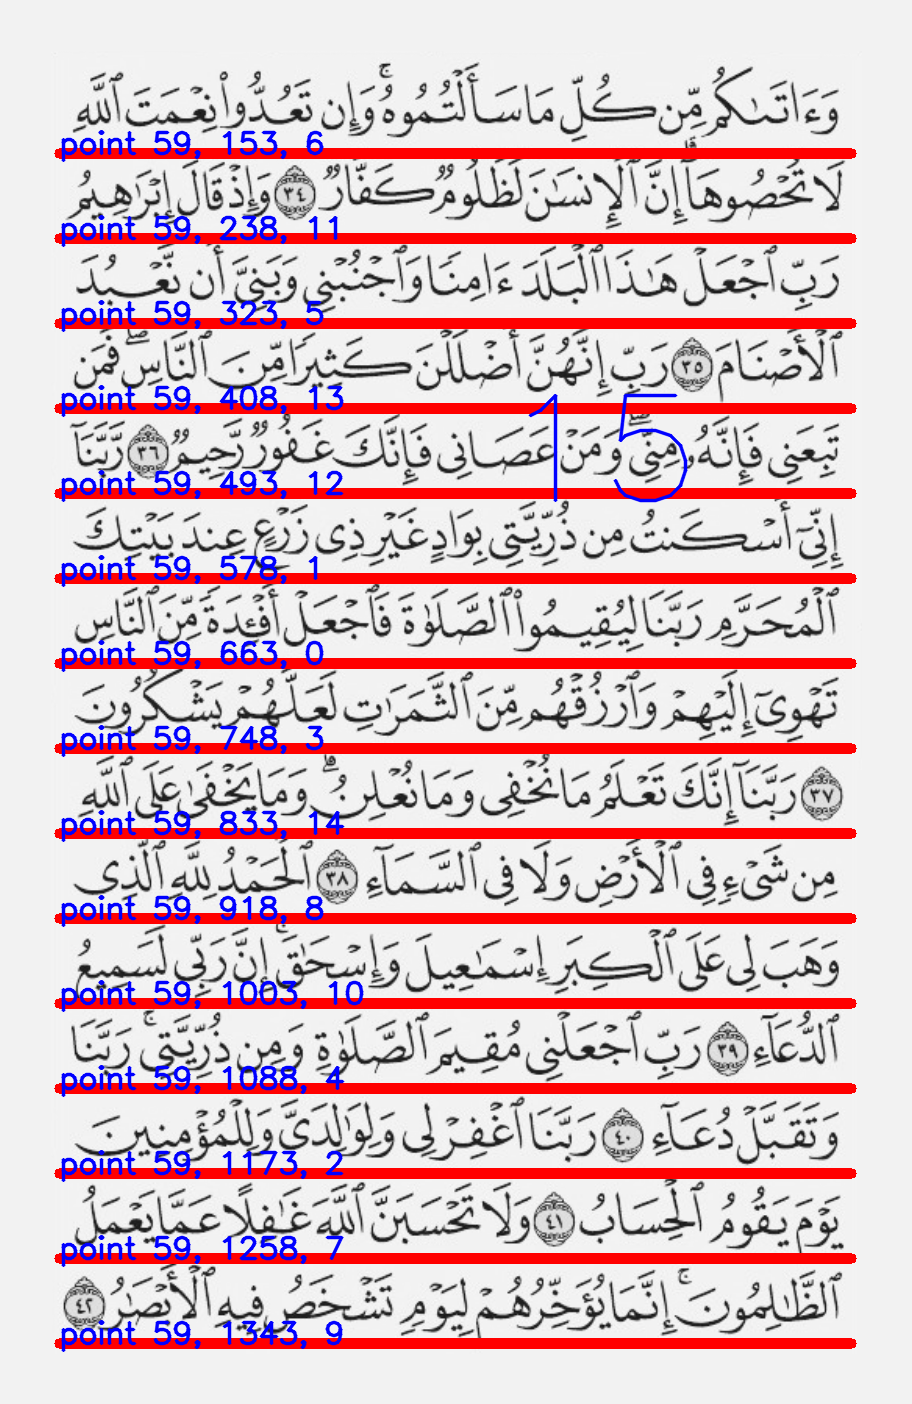 وَءَاتَىٰكُم مِّن كُلِّ مَا سَأَلْتُمُوهُ ۚ وَإِن تَعُدُّوا۟ نِعْمَتَ ٱللَّهِ
point 59, 153, 6
لَا تُحْصُوهَآ ۗ إِنَّ ٱلْإِنسَـٰنَ لَظَلُومٌ كَفَّارٌ ٣٤ وَإِذْ قَالَ إِبْرَٰهِيمُ
point 59, 238, 11
رَبِّ ٱجْعَلْ هَـٰذَا ٱلْبَلَدَ ءَامِنًا وَٱجْنُبْنِى وَبَنِىَّ أَن نَّعْبُدَ
point 59, 323, 5
ٱلْأَصْنَامَ ٣٥ رَبِّ إِنَّهُنَّ أَضْلَلْنَ كَثِيرًا مِّنَ ٱلنَّاسِ ۖ فَمَن
point 59, 408, 13
تَبِعَنِى فَإِنَّهُۥ مِنِّى ۖ وَمَنْ عَصَانِى فَإِنَّكَ غَفُورٌ رَّحِيمٌ ٣٦ رَّبَّنَآ
15
point 59, 493, 12
إِنِّىٓ أَسْكَنتُ مِن ذُرِّيَّتِى بِوَادٍ غَيْرِ ذِى زَرْعٍ عِندَ بَيْتِكَ
point 59, 578, 1
ٱلْمُحَرَّمِ رَبَّنَا لِيُقِيمُوا۟ ٱلصَّلَوٰةَ فَٱجْعَلْ أَفْـِٔدَةً مِّنَ ٱلنَّاسِ
point 59, 663, 0
تَهْوِىٓ إِلَيْهِمْ وَٱرْزُقْهُم مِّنَ ٱلثَّمَرَٰتِ لَعَلَّهُمْ يَشْكُرُونَ
point 59, 748, 3
٣٧ رَبَّنَآ إِنَّكَ تَعْلَمُ مَا نُخْفِى وَمَا نُعْلِنُ ۗ وَمَا يَخْفَىٰ عَلَى ٱللَّهِ
point 59, 833, 14
مِن شَىْءٍ فِى ٱلْأَرْضِ وَلَا فِى ٱلسَّمَآءِ ٣٨ ٱلْحَمْدُ لِلَّهِ ٱلَّذِى
point 59, 918, 8
وَهَبَ لِى عَلَى ٱلْكِبَرِ إِسْمَـٰعِيلَ وَإِسْحَـٰقَ ۚ إِنَّ رَبِّى لَسَمِيعُ
point 59, 1003, 10
ٱلدُّعَآءِ ٣٩ رَبِّ ٱجْعَلْنِى مُقِيمَ ٱلصَّلَوٰةِ وَمِن ذُرِّيَّتِى ۚ رَبَّنَا
point 59, 1088, 4
وَتَقَبَّلْ دُعَآءِ ٤٠ رَبَّنَا ٱغْفِرْ لِى وَلِوَٰلِدَىَّ وَلِلْمُؤْمِنِينَ
point 59, 1173, 2
يَوْمَ يَقُومُ ٱلْحِسَابُ ٤١ وَلَا تَحْسَبَنَّ ٱللَّهَ غَـٰفِلًا عَمَّا يَعْمَلُ
point 59, 1258, 7
ٱلظَّـٰلِمُونَ ۚ إِنَّمَا يُؤَخِّرُهُمْ لِيَوْمٍ تَشْخَصُ فِيهِ ٱلْأَبْصَـٰرُ ٤٢
point 59, 1343, 9